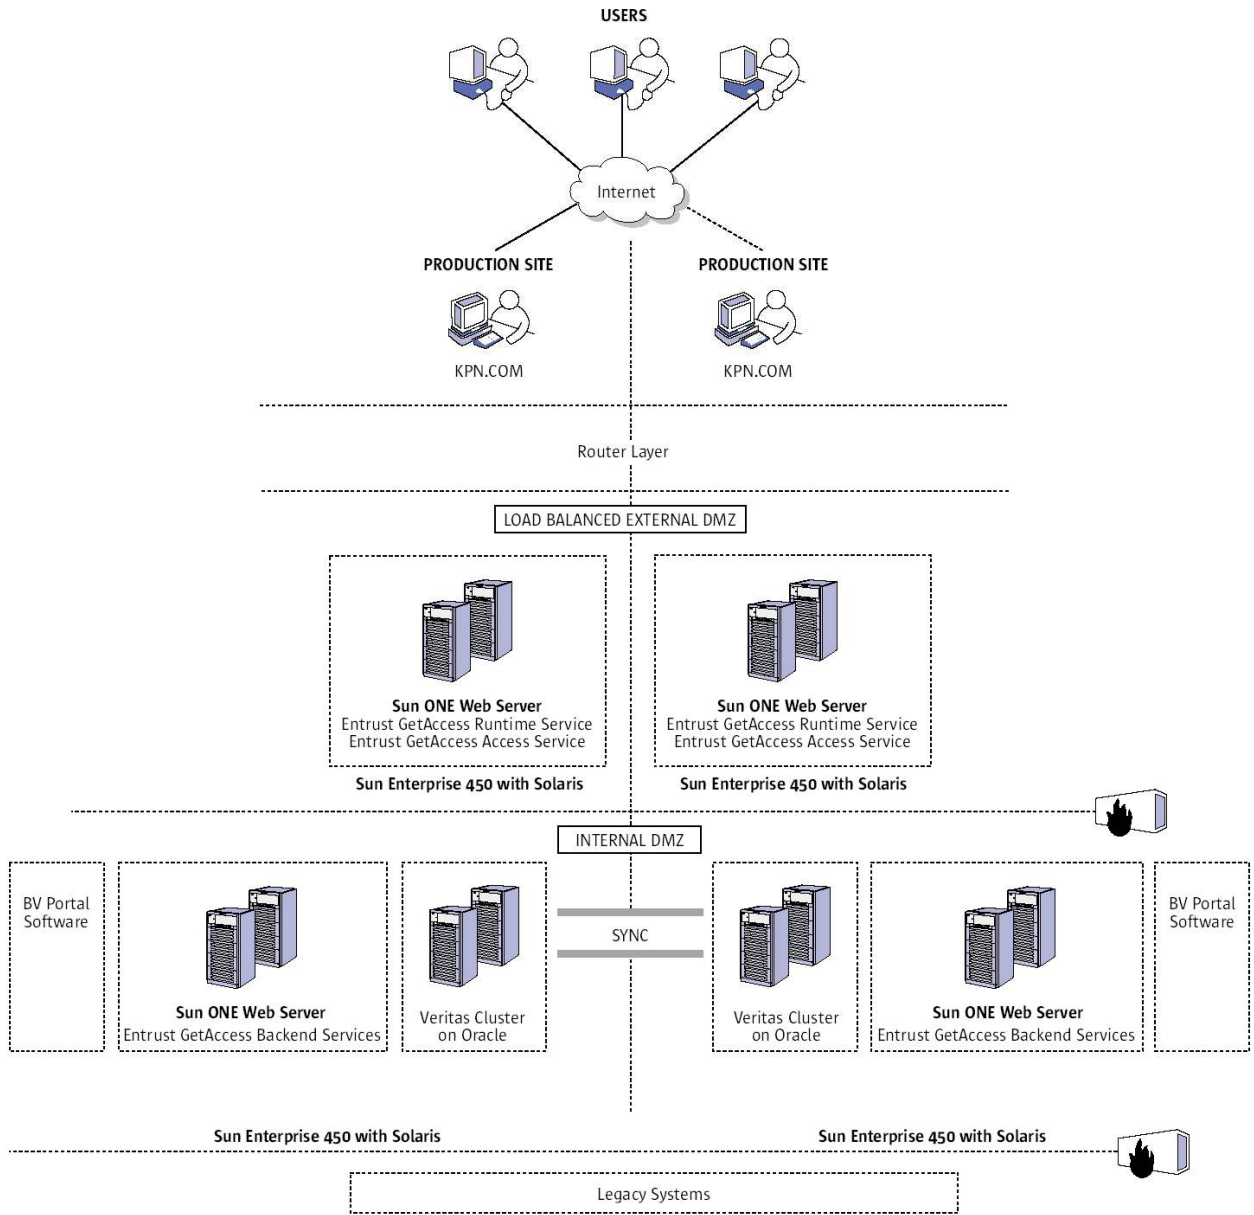 USERS
Internet
PRODUCTION SITE
PRODUCTION SITE
KPN.COM
KPN.COM
Router Layer
LOAD BALANCED EXTERNAL DMZ
Sun ONE Web Server
Entrust GetAccess Runtime Service
Entrust GetAccess Access Service
Sun ONE Web Server
Entrust GetAccess Runtime Service
Entrust GetAccess Access Service
Sun Enterprise 450 with Solaris
Sun Enterprise 450 with Solaris
INTERNAL DMZ
BV Portal
Software
Sun ONE Web Server
Entrust GetAccess Backend Services
Veritas Cluster
on Oracle
SYNC
Veritas Cluster
on Oracle
Sun ONE Web Server
Entrust GetAccess Backend Services
BV Portal
Software
Sun Enterprise 450 with Solaris
Sun Enterprise 450 with Solaris
Legacy Systems